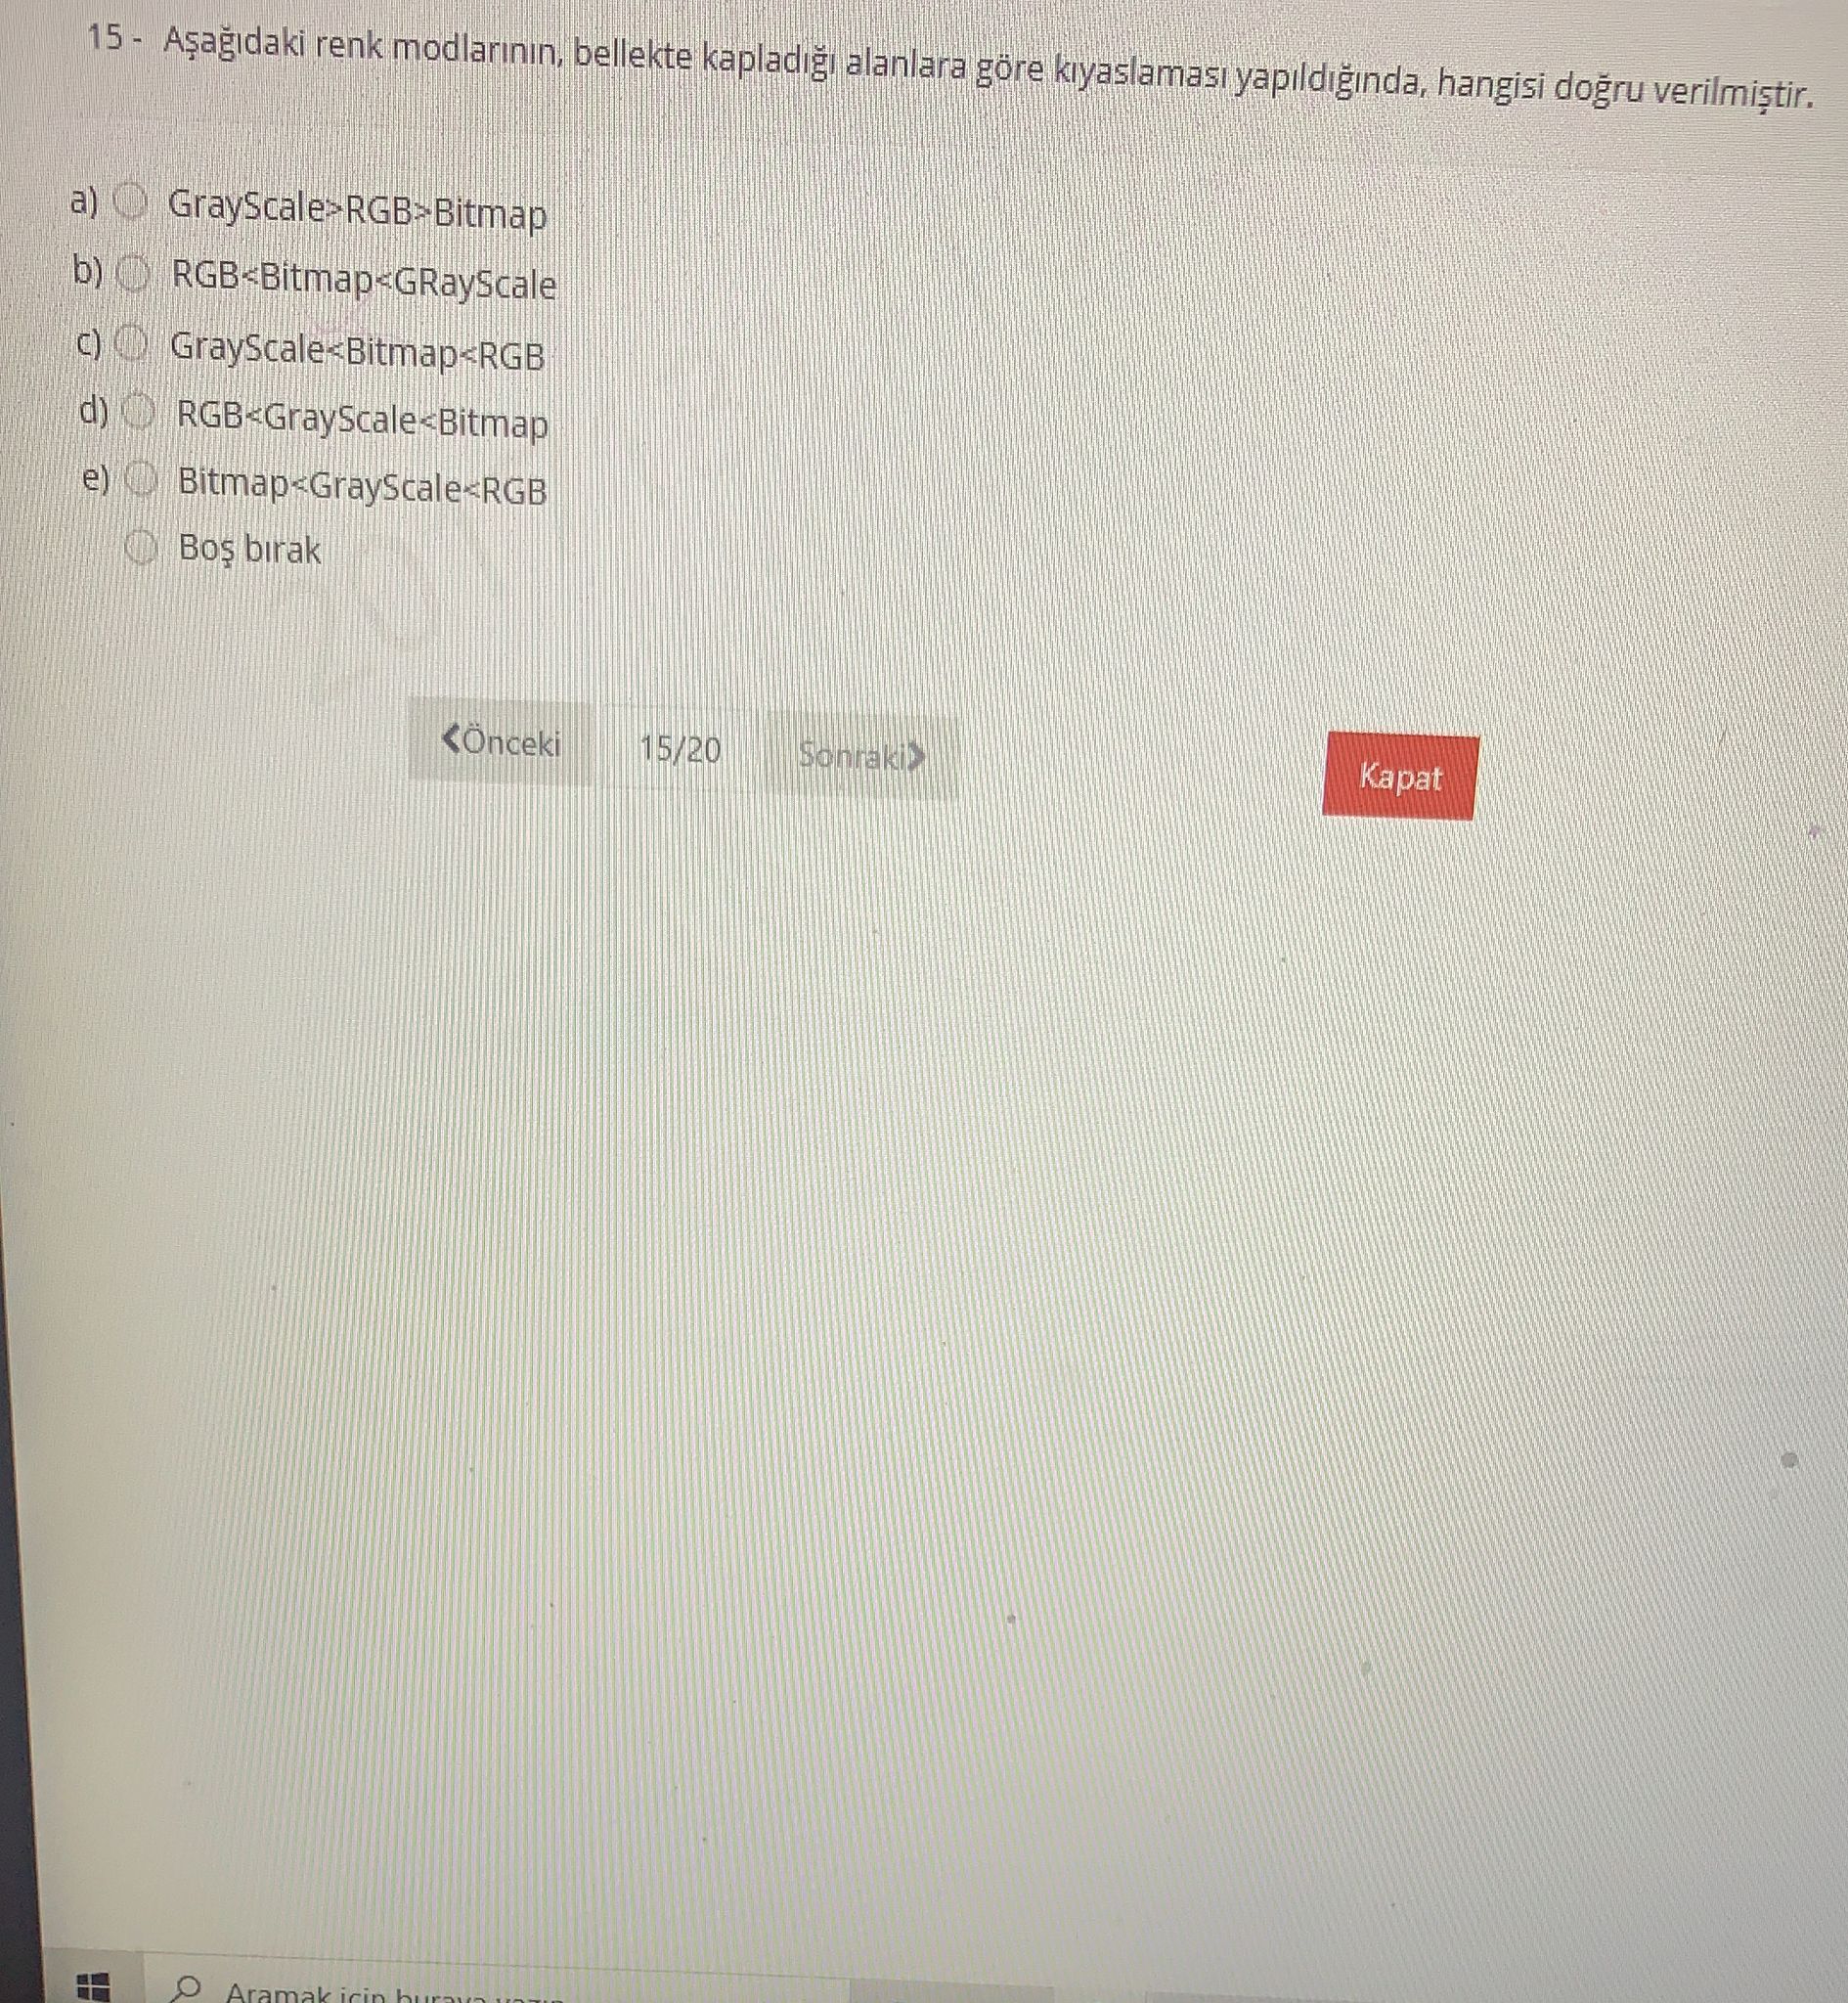 15 - Aşağıdaki renk modlarının, bellekte kapladığı alanlara göre kıyaslaması yapıldığında, hangisi doğru verilmiştir.
a) GrayScale>RGB>Bitmap
b) RGB<Bitmap<GRayScale
c) GrayScale<Bitmap<RGB
d) RGB<GrayScale<Bitmap
e) Bitmap<GrayScale<RGB
Boş bırak
Önceki 15/20 Sonraki
Kapat
Aramak için buraya